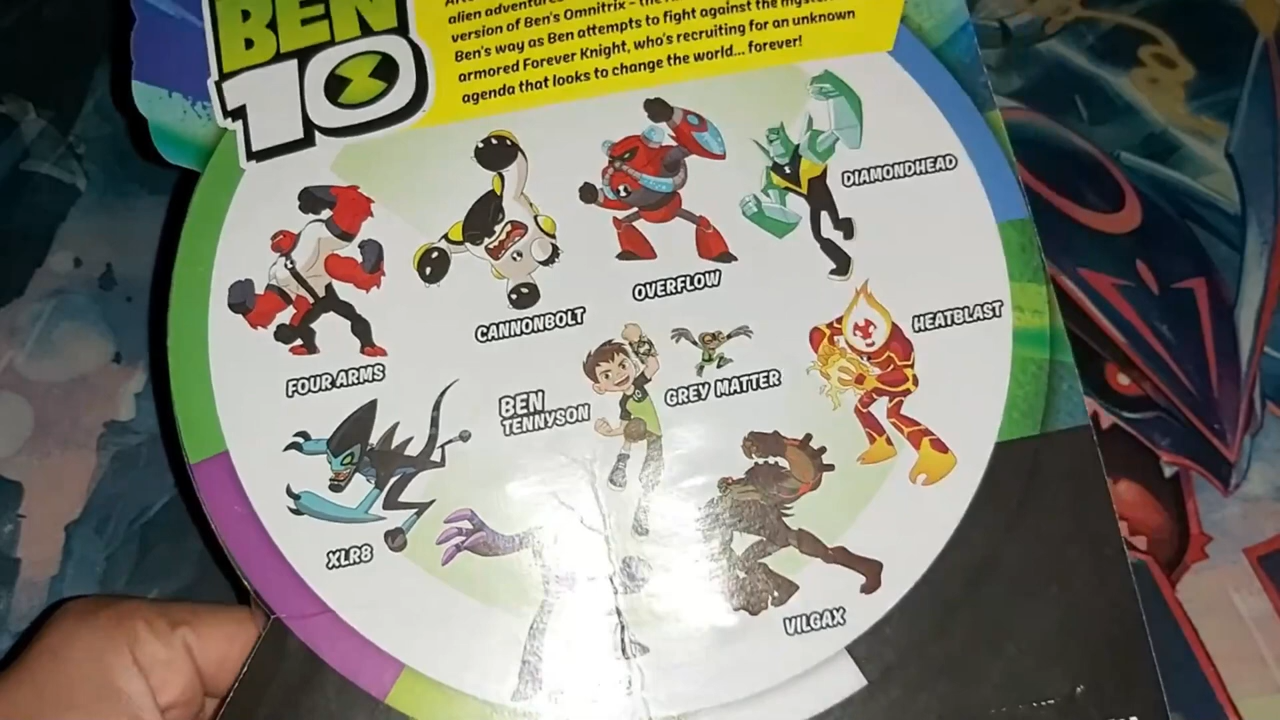 BEN
10
alien adventure
version of Ben's Omnitrix – the
Ben's way as Ben attempts to fight against the
armored Forever Knight, who's recruiting for an unknown
agenda that looks to change the world... forever!
DIAMONDHEAD
OVERFLOW
CANNONBOLT
HEATBLAST
FOUR ARMS
GREY MATTER
BEN
TENNYSON
XLR8
VILGAX